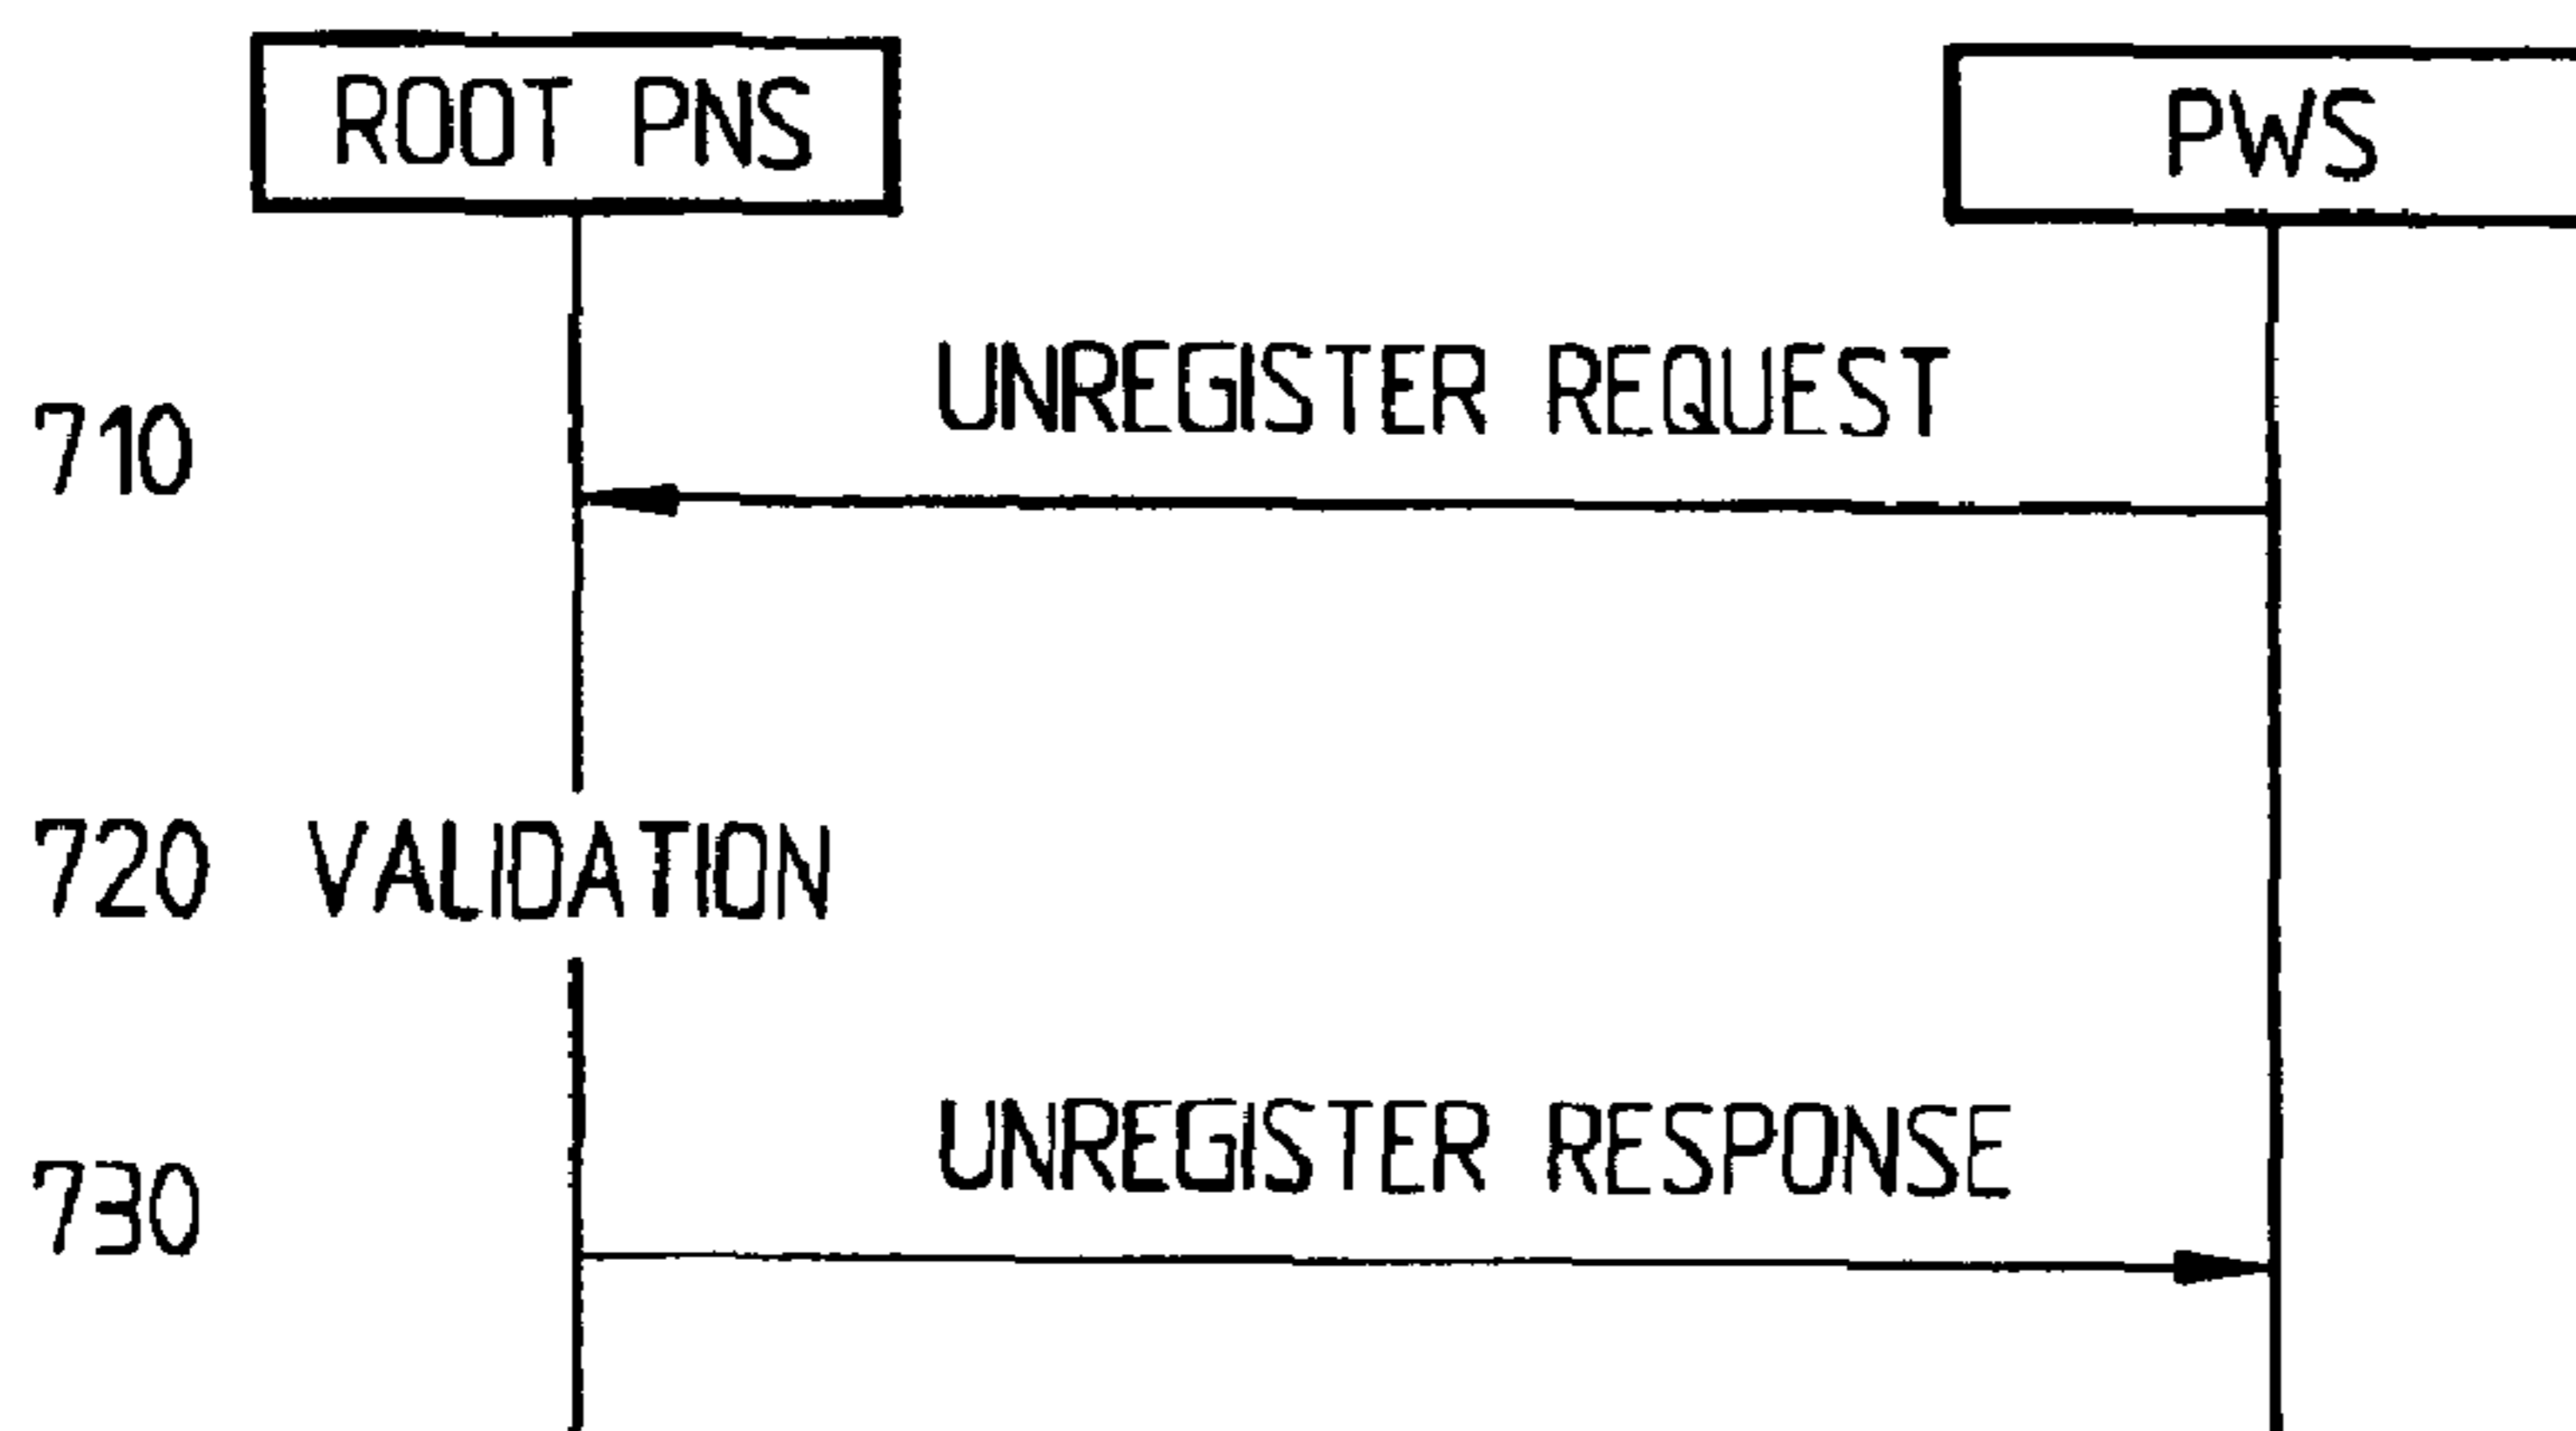 ROOT PNS
PWS
UNREGISTER REQUEST
710
720 VALIDATION
UNREGISTER RESPONSE
730